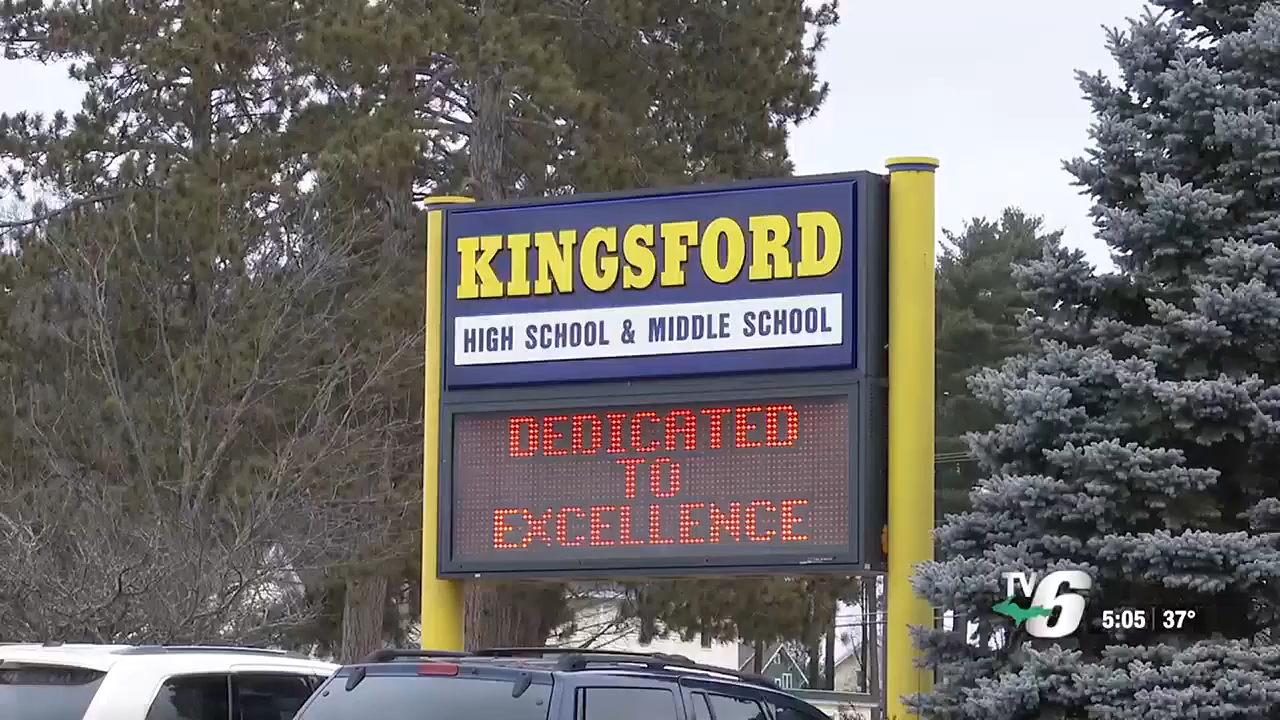 KINGSFORD
HIGH SCHOOL & MIDDLE SCHOOL
DEDICATED
TO
EXCELLENCE
TV6
5:05 37°